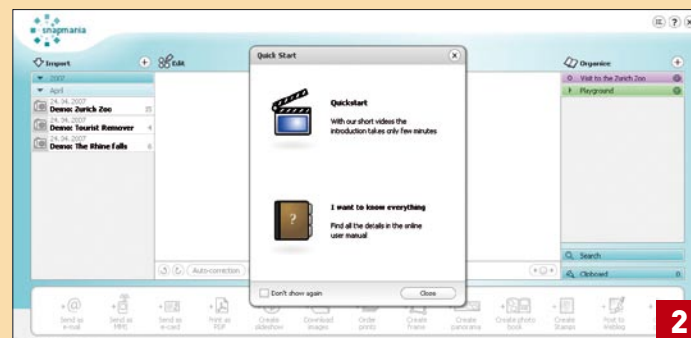 snapmania
?
Import
Edit
Organize
2007
April
24. 04. 2007
Demo: Zurich Zoo
24. 04. 2007
Demo: Tourist Remover 4
24. 04. 2007
Demo: The Rhine falls 6
Quick Start
Quickstart
With our short videos the
introduction takes only few minutes
?
I want to know everything
Find all the details in the online
user manual
Don't show again
Close
0 Visit to the Zurich Zoo
Playground
Search
Clipboard 0
Auto-correction
Send as
e-mail
Send as
MMS
Send as
e-card
Print as
PDF
Create
slideshow
Download
images
Order
prints
Create
frame
Create
panorama
Create photo
book
Create
Stamps
Post to
Weblog
2